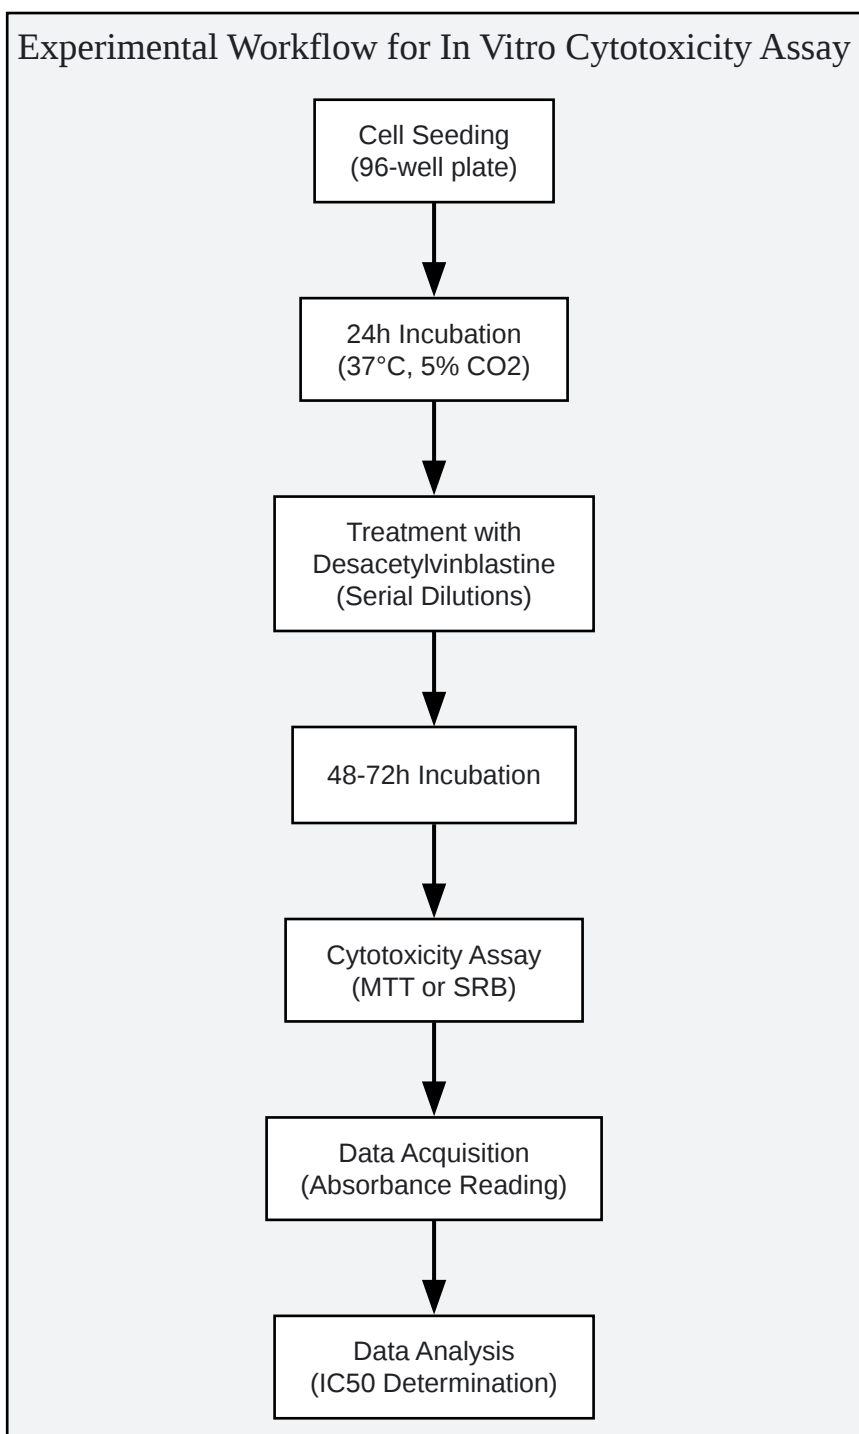 Experimental Workflow for In Vitro Cytotoxicity Assay
Cell Seeding
(96-well plate)
24h Incubation
(37°C, 5% CO2)
Treatment with
Desacetylvinblastine
(Serial Dilutions)
48-72h Incubation
Cytotoxicity Assay
(MTT or SRB)
Data Acquisition
(Absorbance Reading)
Data Analysis
(IC50 Determination)